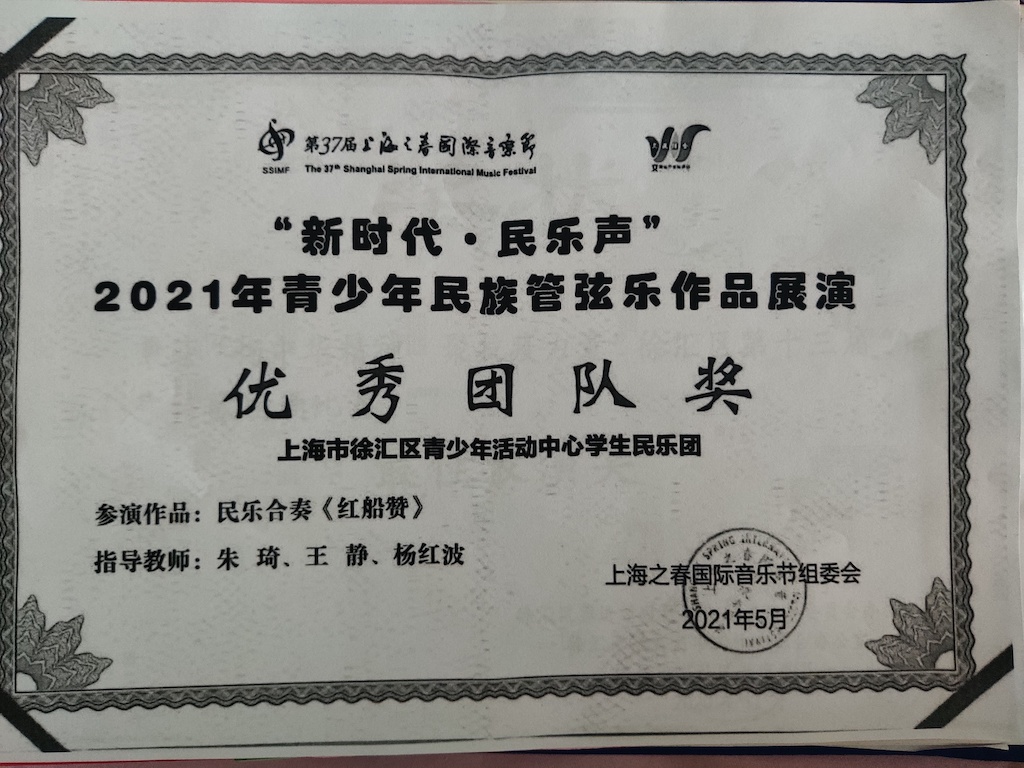 第37届上海之春國際音樂節
SSIMF
The 37th Shanghai Spring International Music Festival
“新时代·民乐声”
2021年青少年民族管弦乐作品展演
优秀团队奖
上海市徐汇区青少年活动中心学生民乐团
参演作品：民乐合奏《红船赞》
指导教师：朱 琦、王 静、杨红波
上海之春国际音乐节组委会
2021年5月